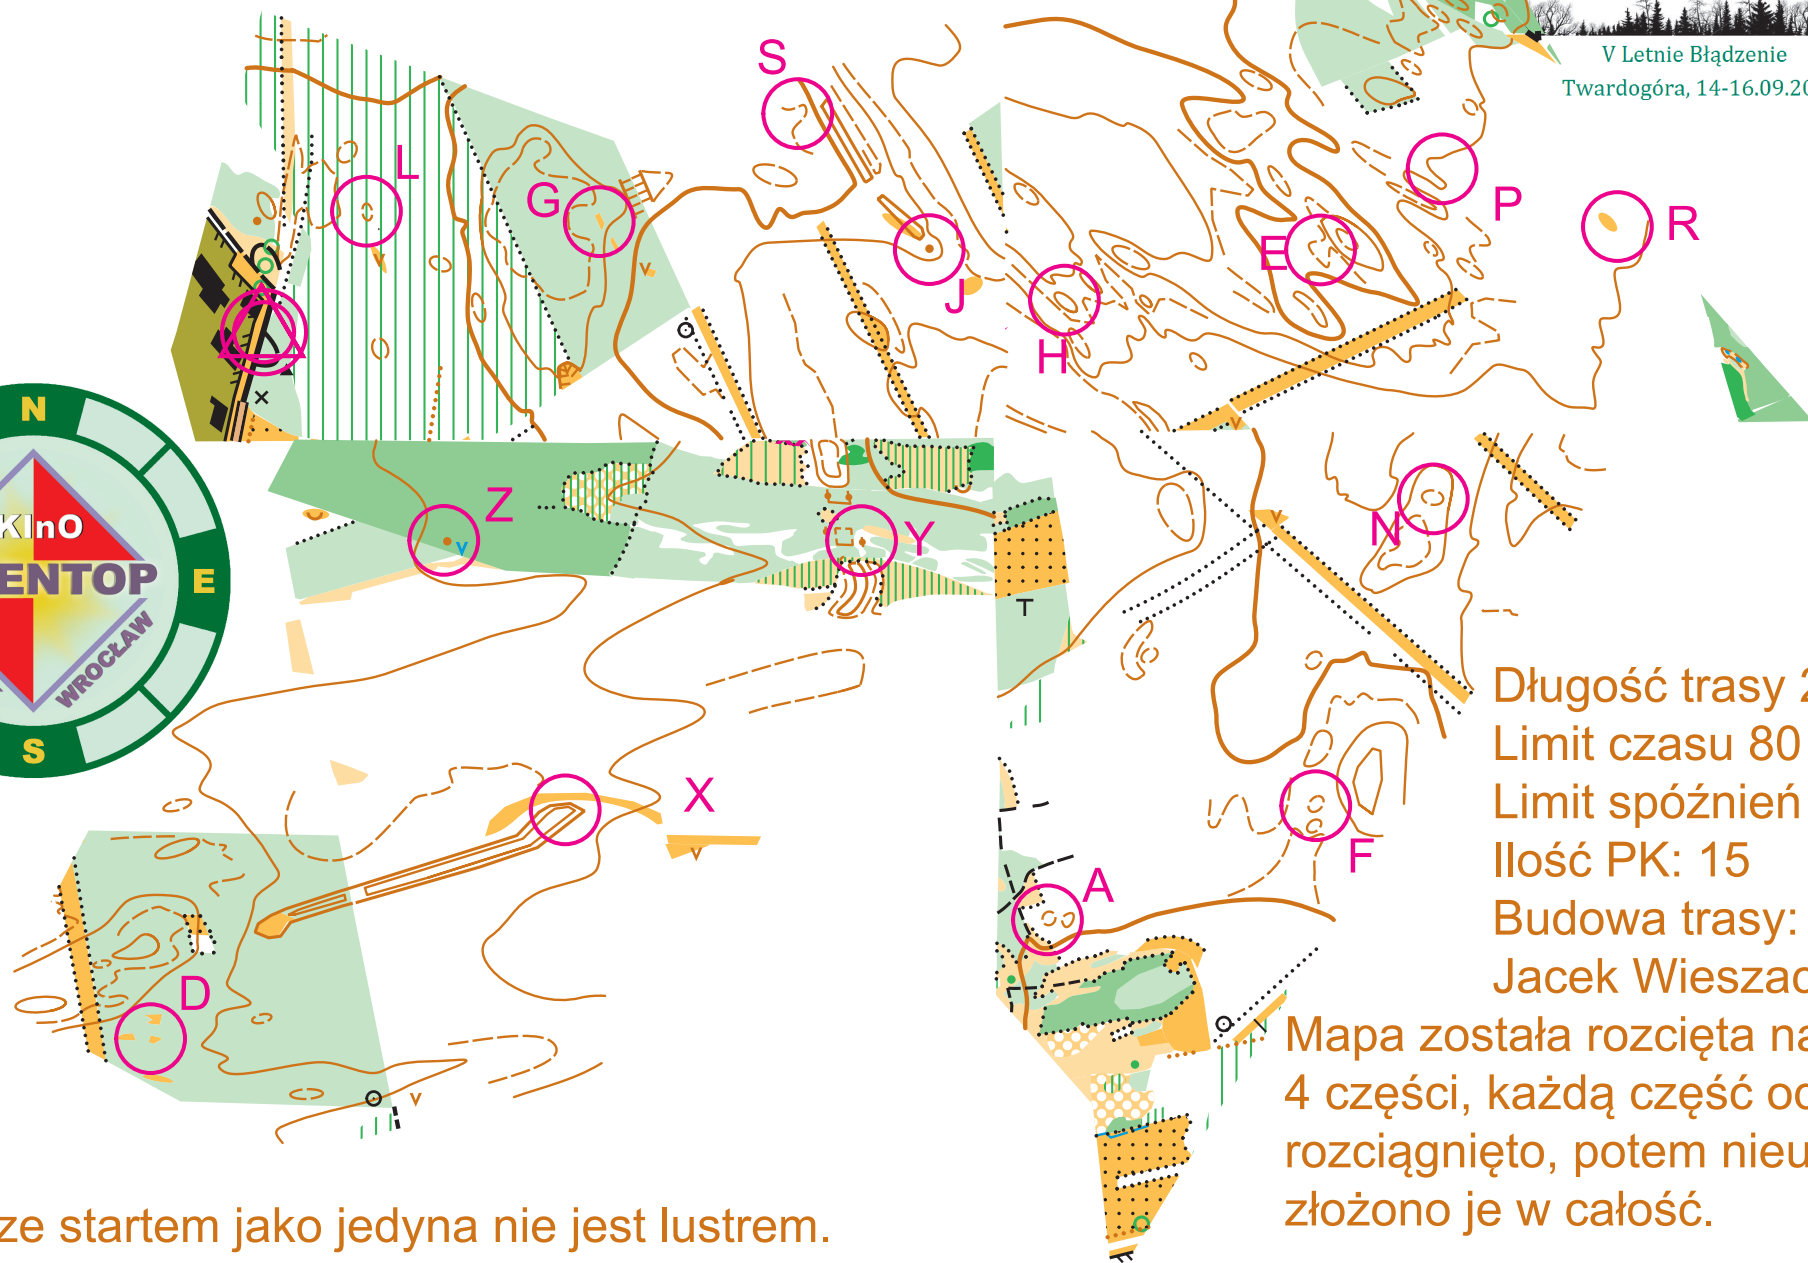 V Letnie Błądzenie
Twardogóra, 14-16.09.20
S
L
G
P
R
E
J
H
N
KInO
Z
Y
N
ENTOP
E
T
WROCŁAW
S
Długość trasy 2
Limit czasu 80
X
Limit spóźnień
F
Ilość PK: 15
A
Budowa trasy:
D
Jacek Wieszac
Mapa została rozcięta na
4 części, każdą część od
rozciągnięto, potem nieu
złożono je w całość.
ze startem jako jedyna nie jest lustrem.